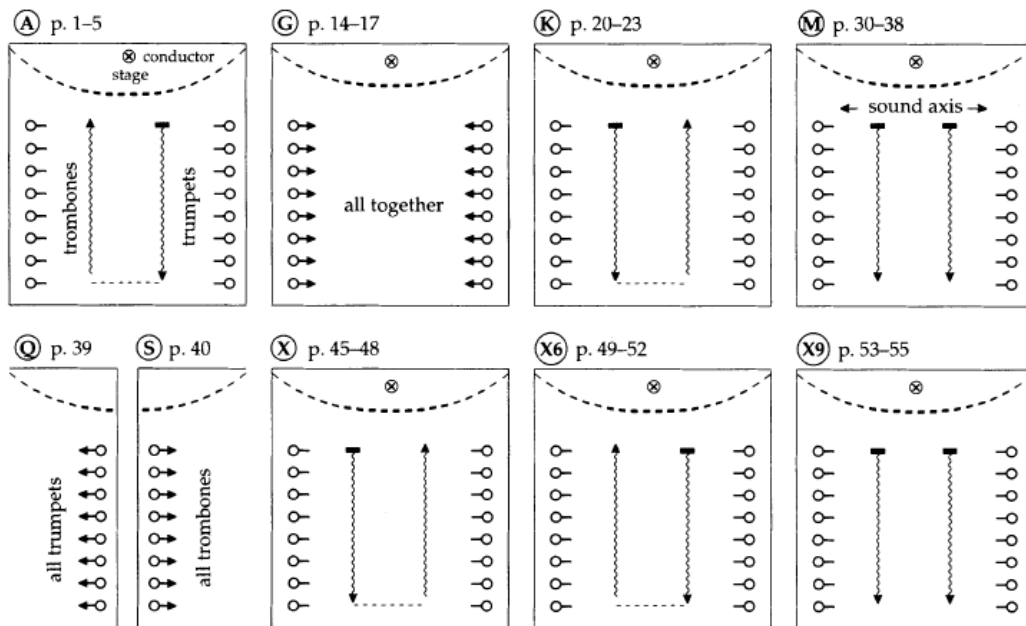 A p. 1–5
⊗ conductor
stage
trombones
trumpets
G p. 14–17
⊗
all together
K p. 20–23
⊗
M p. 30–38
⊗
sound axis
Q p. 39
all trumpets
S p. 40
all trombones
X p. 45–48
⊗
X6 p. 49–52
⊗
X9 p. 53–55
⊗